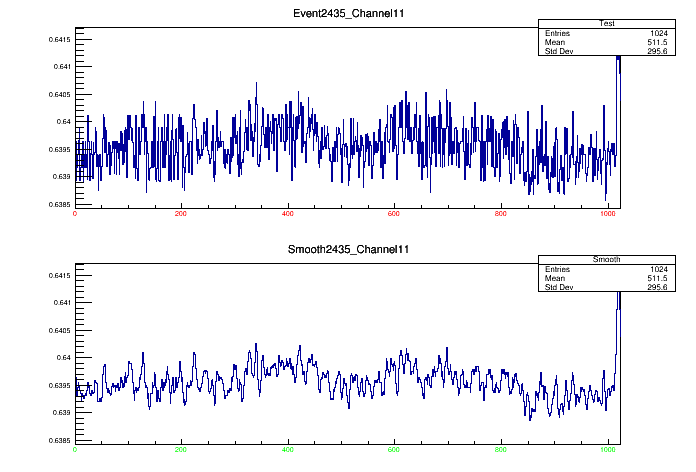 Event2435_Channel11
Test
Entries 1024
Mean 511.5
Std Dev 295.6
0.6415
0.641
0.6405
0.64
0.6395
0.639
0.6385
0 200 400 600 800 1000
Smooth2435_Channel11
Smooth
Entries 1024
Mean 511.5
Std Dev 295.6
0.6415
0.641
0.6405
0.64
0.6395
0.639
0.6385
0 200 400 600 800 1000